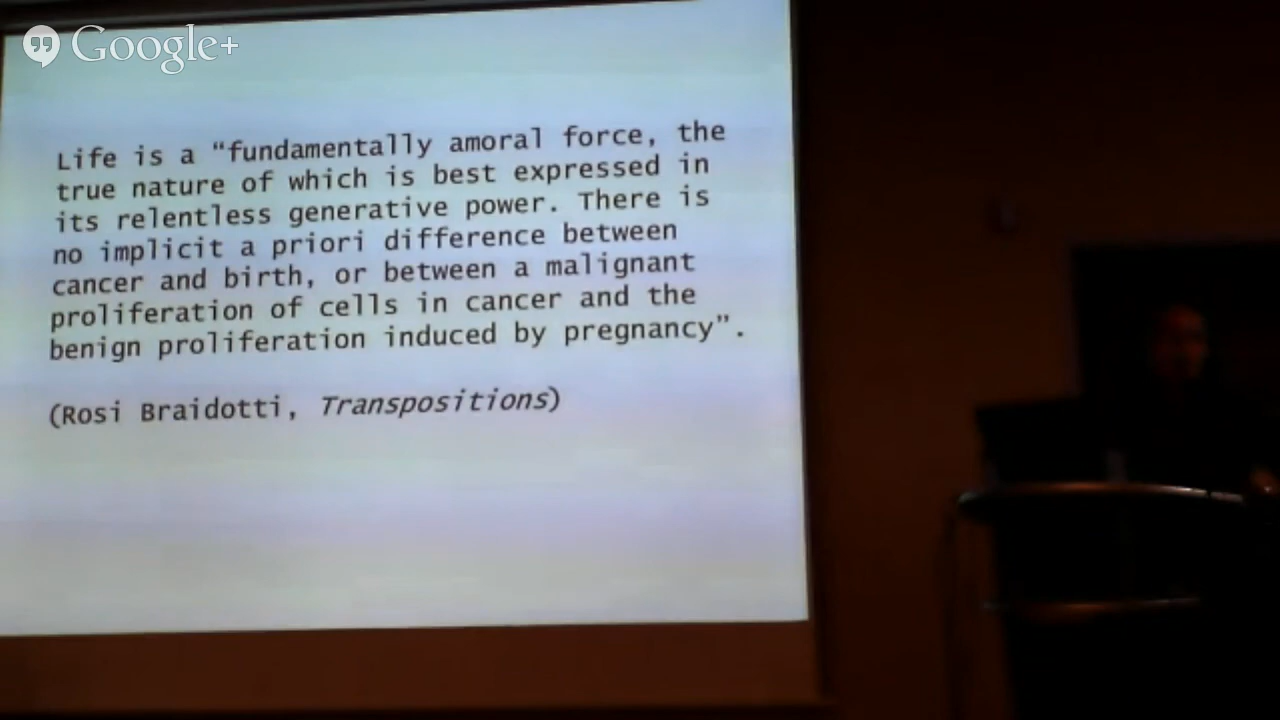 Google+
Life is a “fundamentally amoral force, the
true nature of which is best expressed in
its relentless generative power. There is
no implicit a priori difference between
cancer and birth, or between a malignant
proliferation of cells in cancer and the
benign proliferation induced by pregnancy”.
(Rosi Braidotti, Transpositions)